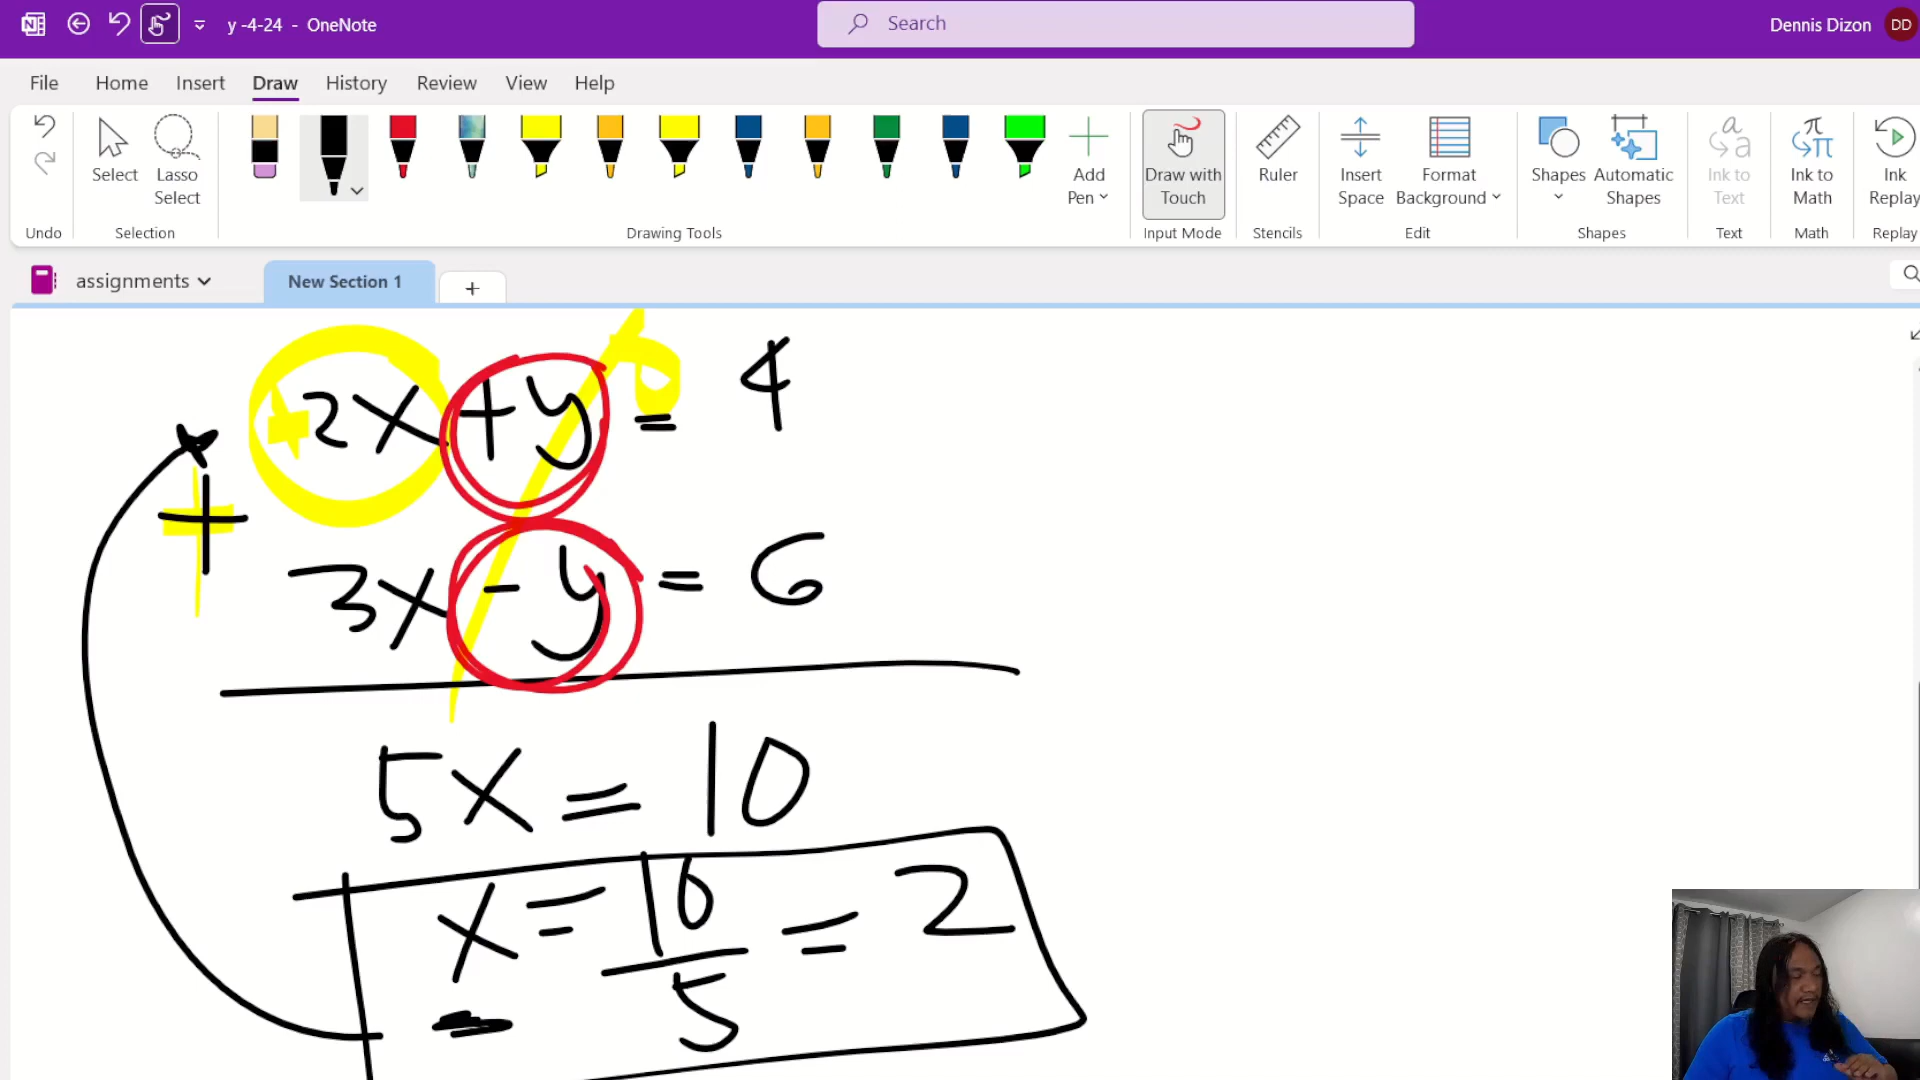 y -4-24 - OneNote
Search
Dennis Dizon
DD
File Home Insert Draw History Review View Help
Select
Lasso Select
Add Pen
Draw with Touch
Ruler
Insert Space
Format Background
Shapes
Automatic Shapes
Ink to Text
Ink to Math
Ink Replay
Undo Selection Drawing Tools Input Mode Stencils Edit Shapes Text Math Replay
assignments New Section 1 +
+2x +y = 4
+
3x - y = 6
5x = 10
x = 10/5 = 2